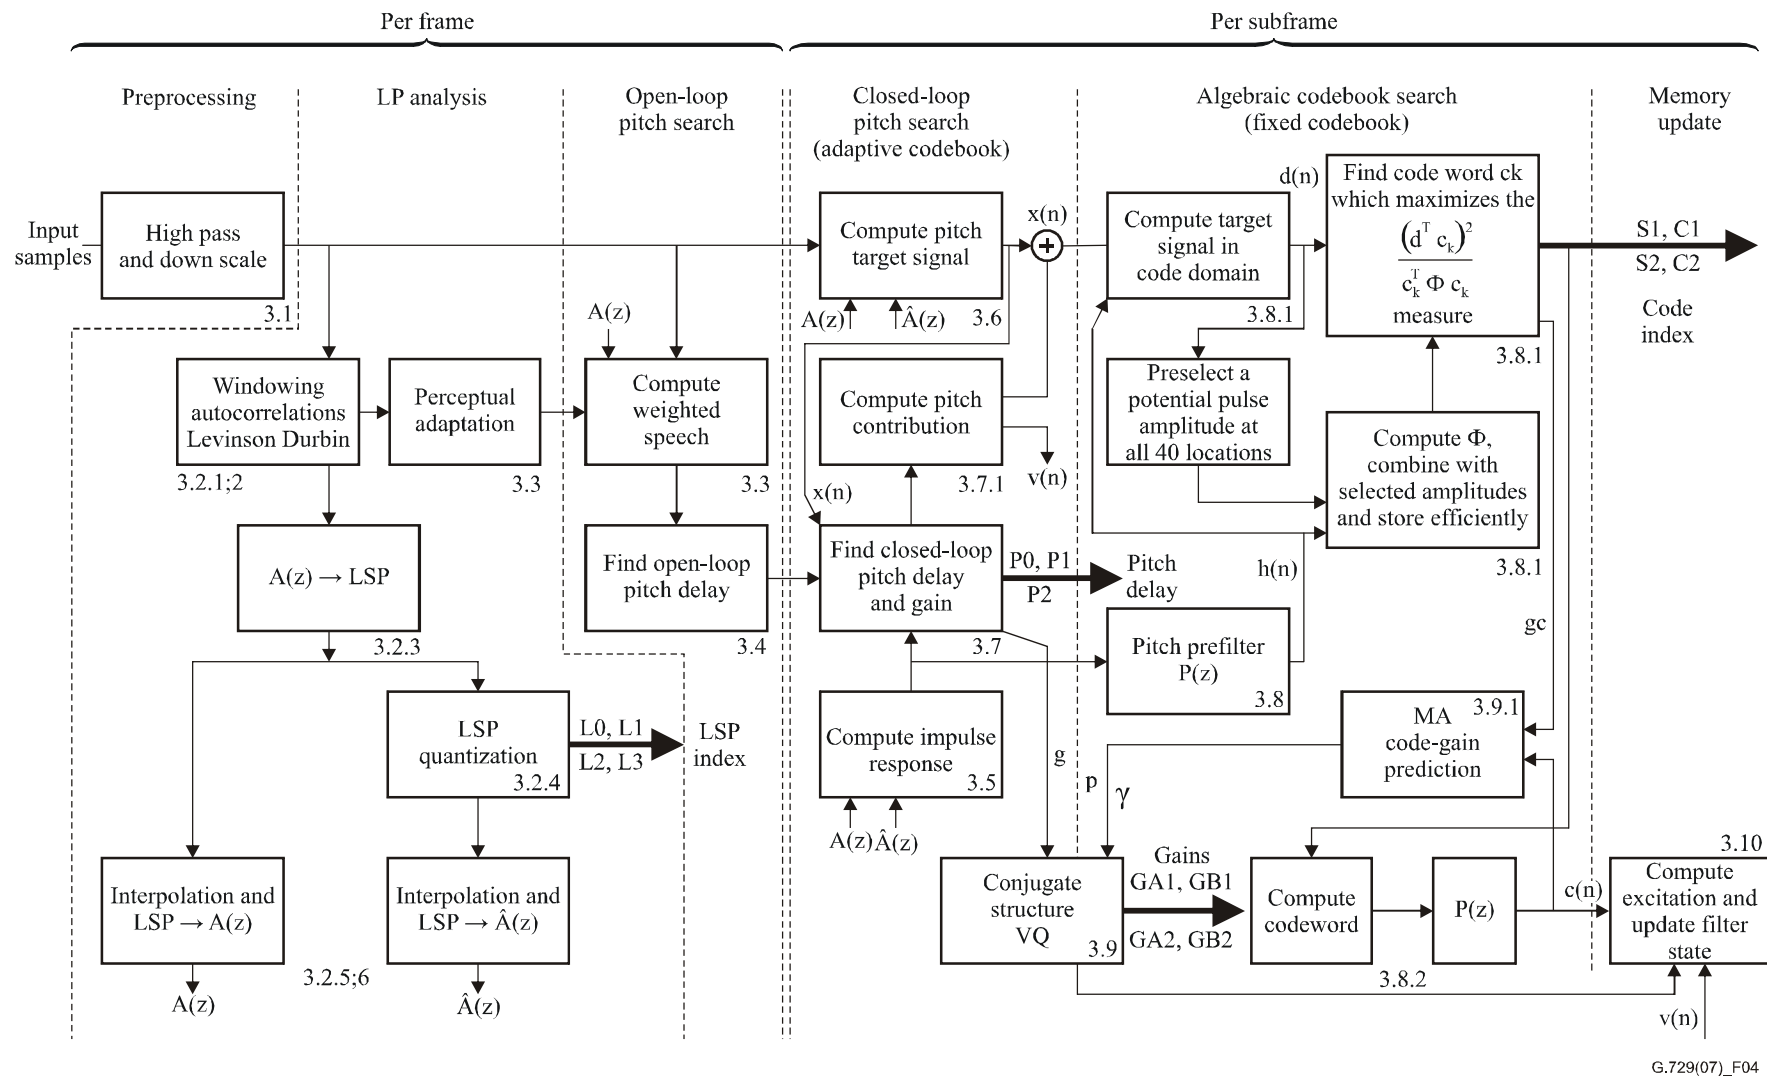 Per frame
Per subframe
Preprocessing
LP analysis
Open-loop
pitch search
Closed-loop
pitch search
(adaptive codebook)
Algebraic codebook search
(fixed codebook)
Memory
update
Input
samples
High pass
and down scale
3.1
A(z)
Compute pitch
target signal
A(z)
Â(z)
3.6
x(n)
+
Compute target
signal in
code domain
3.8.1
d(n)
Find code word ck
which maximizes the
(dᵀ cₖ)²
cₖᵀ Φ cₖ
measure
3.8.1
S1, C1
S2, C2
Code
index
Windowing
autocorrelations
Levinson Durbin
3.2.1;2
Perceptual
adaptation
3.3
Compute
weighted
speech
3.3
Compute pitch
contribution
3.7.1
x(n)
v(n)
Preselect a
potential pulse
amplitude at
all 40 locations
Compute Φ,
combine with
selected amplitudes
and store efficiently
3.8.1
A(z) → LSP
3.2.3
Find open-loop
pitch delay
3.4
Find closed-loop
pitch delay
and gain
3.7
P0, P1
P2
Pitch
delay
h(n)
Pitch prefilter
P(z)
3.8
gc
LSP
quantization
3.2.4
L0, L1
L2, L3
LSP
index
Compute impulse
response
3.5
A(z)
Â(z)
g
p
γ
3.9.1
MA
code-gain
prediction
Interpolation and
LSP → A(z)
A(z)
3.2.5;6
Interpolation and
LSP → Â(z)
Â(z)
Conjugate
structure
VQ
3.9
Gains
GA1, GB1
GA2, GB2
Compute
codeword
P(z)
3.8.2
c(n)
3.10
Compute
excitation and
update filter
state
v(n)
G.729(07)_F04